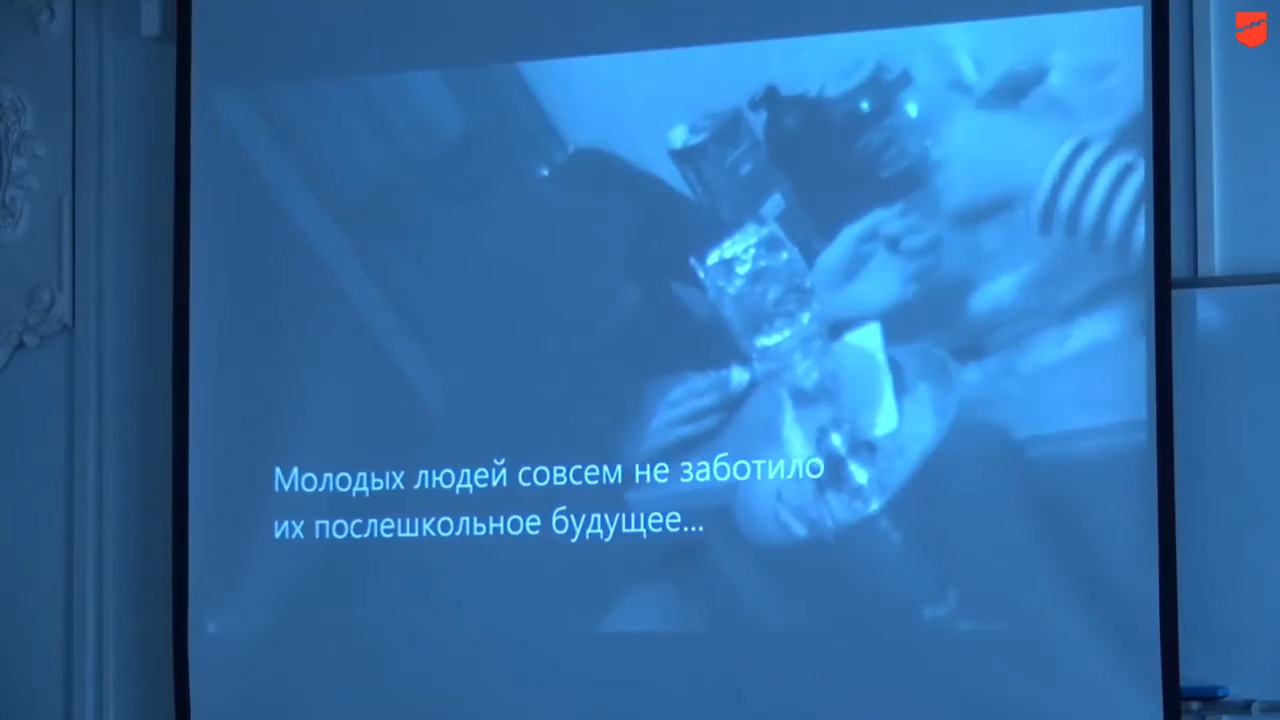 Молодых людей совсем не заботило
их послешкольное будущее...